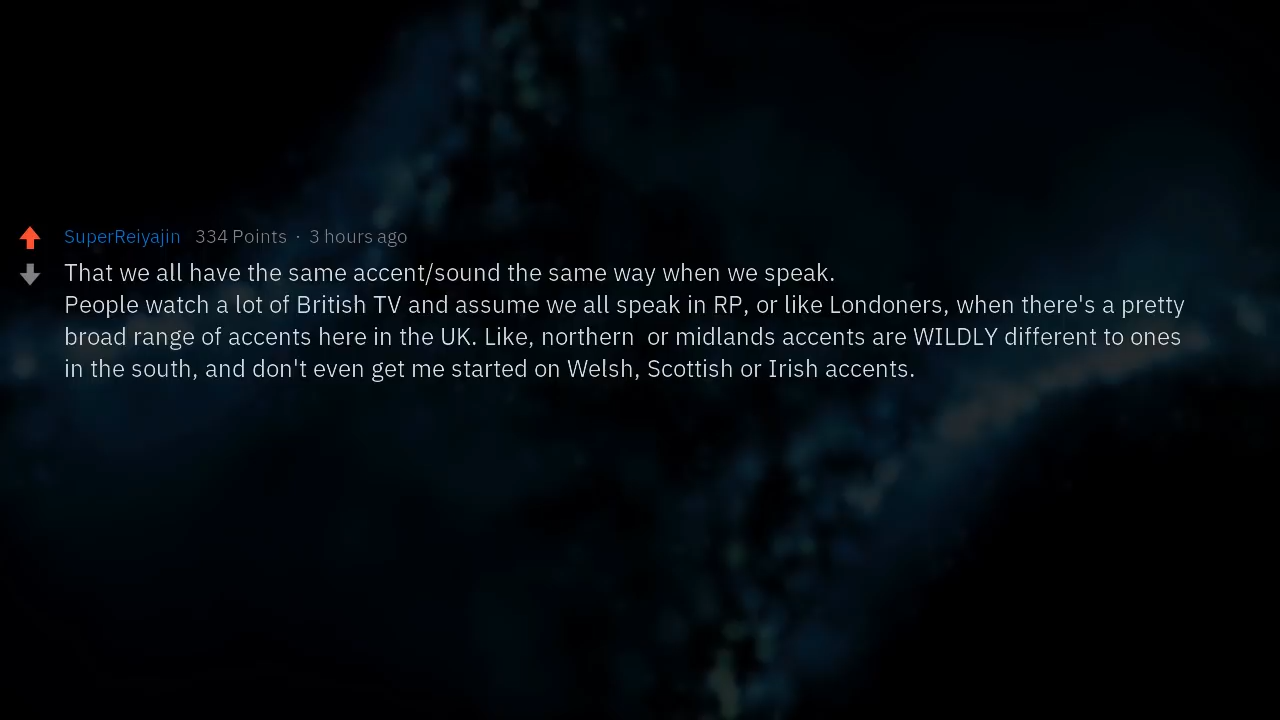 SuperReiyajin 334 Points · 3 hours ago
That we all have the same accent/sound the same way when we speak.
People watch a lot of British TV and assume we all speak in RP, or like Londoners, when there's a pretty
broad range of accents here in the UK. Like, northern  or midlands accents are WILDLY different to ones
in the south, and don't even get me started on Welsh, Scottish or Irish accents.